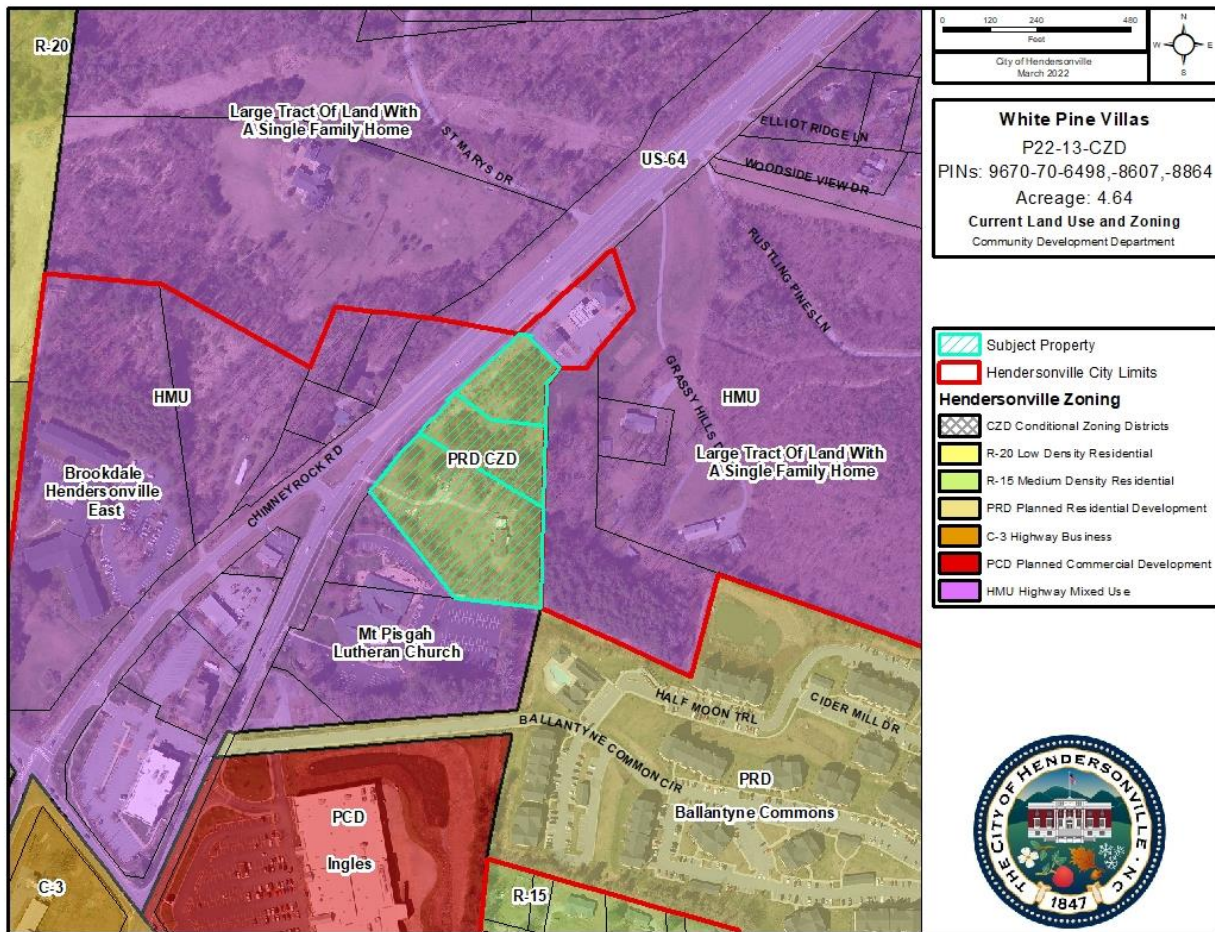 R-20
Large Tract Of Land With
A Single Family Home
ST MARYS DR
US-64
ELLIOT RIDGE LN
WOODSIDE VIEW DR
RUSTLING PINES LN
GRASSY HILLS
HMU
HMU
Large Tract Of Land With
A Single Family Home
PRD CZD
CHIMNEYROCK RD
Brookdale
Hendersonville
East
Mt Pisgah
Lutheran Church
HALF MOON TRL
CIDER MILL DR
BALLANTYNE COMMON CIR
PRD
Ballantyne Commons
PCD
Ingles
C-3
R-15
0 120 240 480
Feet
City of Hendersonville
March 2022
N
W E
S
White Pine Villas
P22-13-CZD
PINs: 9670-70-6498,-8607,-8864
Acreage: 4.64
Current Land Use and Zoning
Community Development Department
Subject Property
Hendersonville City Limits
Hendersonville Zoning
CZD Conditional Zoning Districts
R-20 Low Density Residential
R-15 Medium Density Residential
PRD Planned Residential Development
C-3 Highway Business
PCD Planned Commercial Development
HMU Highway Mixed Use
THE CITY OF HENDERSONVILLE, NC
1847